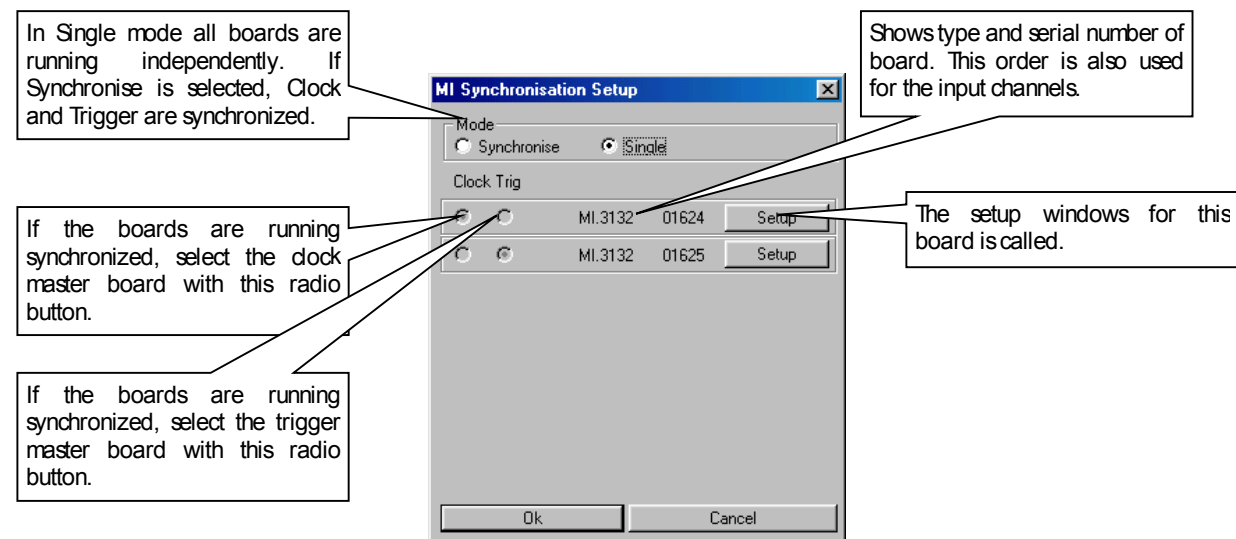 In Single mode all boards are
running independently. If
Synchronise is selected, Clock
and Trigger are synchronized.
Shows type and serial number of
board. This order is also used
for the input channels.
MI Synchronisation Setup
Mode
Synchronise Single
Clock Trig
MI.3132 01624 Setup
MI.3132 01625 Setup
The setup windows for this
board is called.
If the boards are running
synchronized, select the clock
master board with this radio
button.
If the boards are running
synchronized, select the trigger
master board with this radio
button.
Ok Cancel